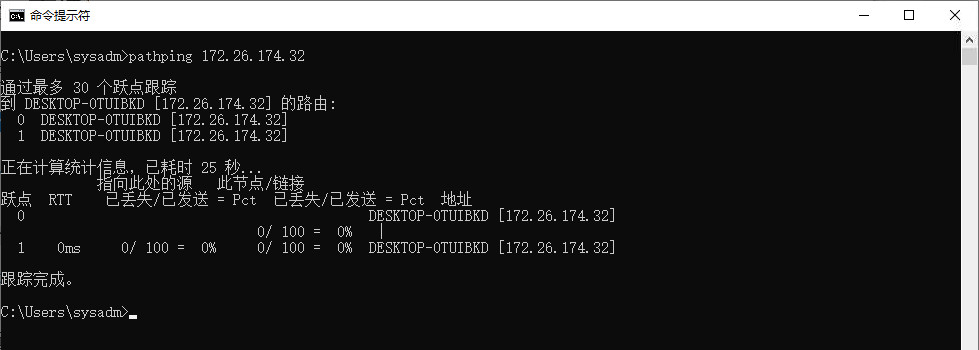 命令提示符
C:\Users\sysadm>pathping 172.26.174.32
通过最多 30 个跃点跟踪
到 DESKTOP-0TUIBKD [172.26.174.32] 的路由:
  0  DESKTOP-0TUIBKD [172.26.174.32]
  1  DESKTOP-0TUIBKD [172.26.174.32]
正在计算统计信息，已耗时 25 秒...
            指向此处的源   此节点/链接
跃点  RTT    已丢失/已发送 = Pct  已丢失/已发送 = Pct  地址
  0                                           DESKTOP-0TUIBKD [172.26.174.32]
                                0/ 100 =  0%   |
  1    0ms     0/ 100 =  0%     0/ 100 =  0%  DESKTOP-0TUIBKD [172.26.174.32]
跟踪完成。
C:\Users\sysadm>